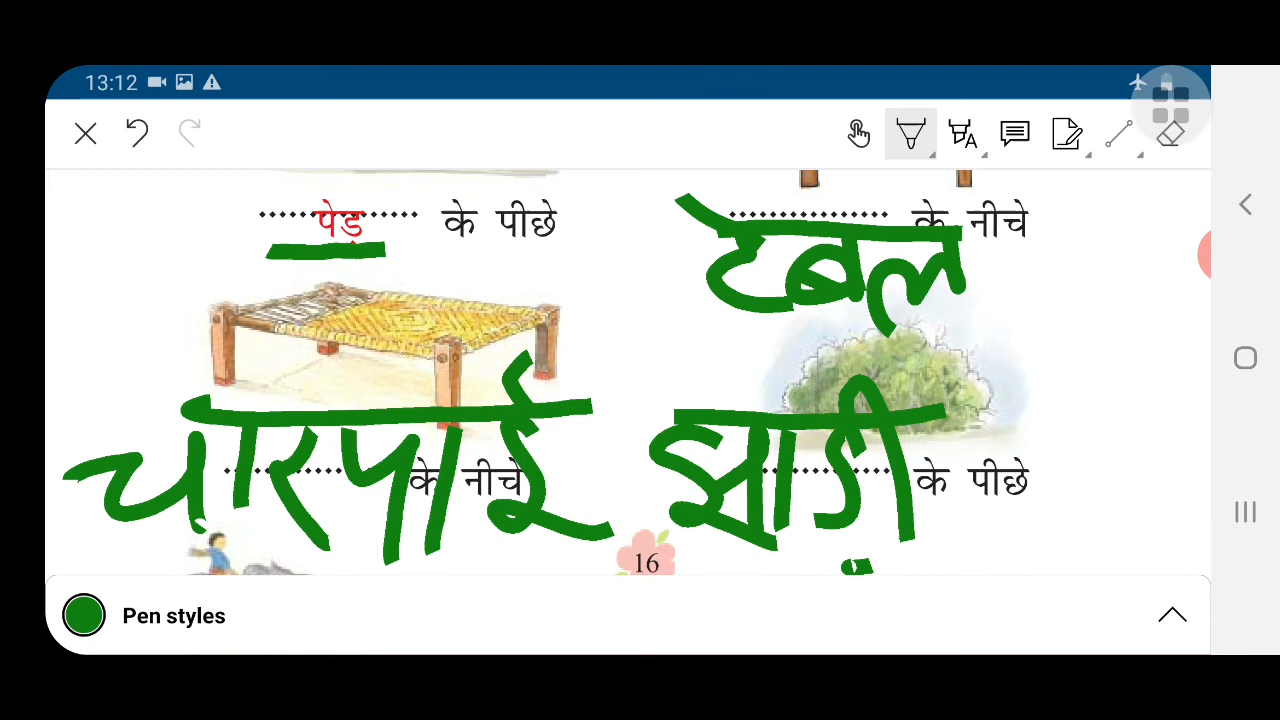 13:12
......पेड़...... के पीछे
................. के नीचे
टेबल
चारपाई
............ के नीचे
झाड़ी
............ के पीछे
16
Pen styles